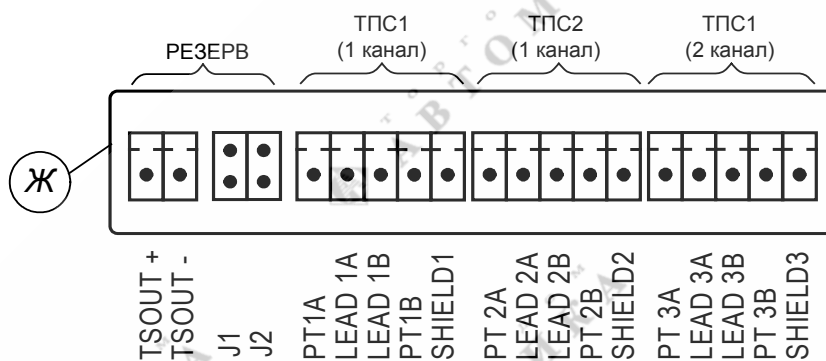 РЕЗЕРВ
ТПС1
(1 канал)
ТПС2
(1 канал)
ТПС1
(2 канал)
Ж
TSOUT +
TSOUT -
J1
J2
PT1A
LEAD 1A
LEAD 1B
PT1B
SHIELD1
PT 2A
LEAD 2A
LEAD 2B
PT 2B
SHIELD2
PT 3A
LEAD 3A
LEAD 3B
PT 3B
SHIELD3